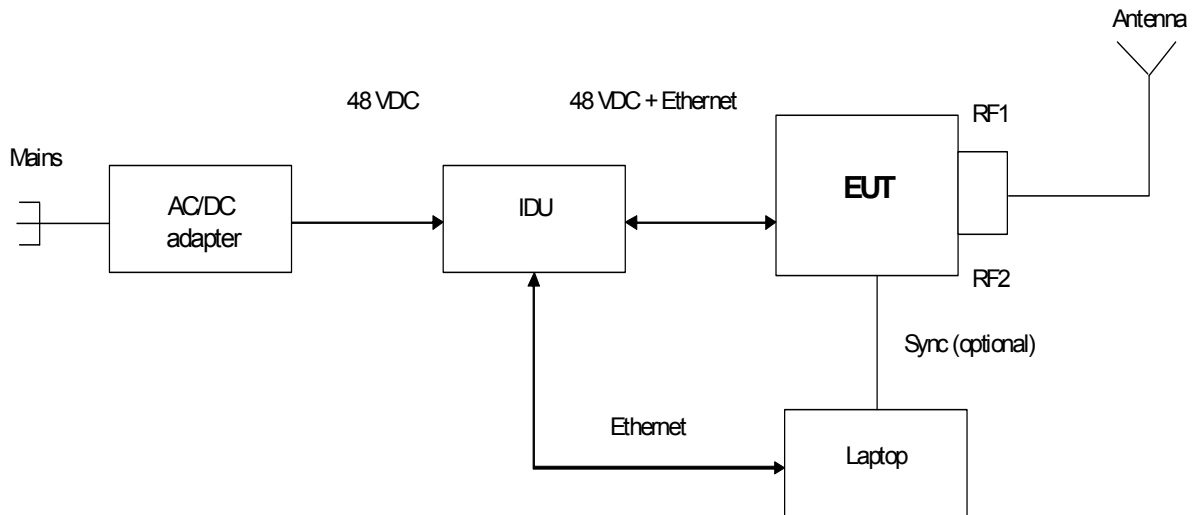 Antenna
48 VDC
48 VDC + Ethernet
RF1
Mains
AC/DC
adapter
IDU
EUT
RF2
Sync (optional)
Ethernet
Laptop